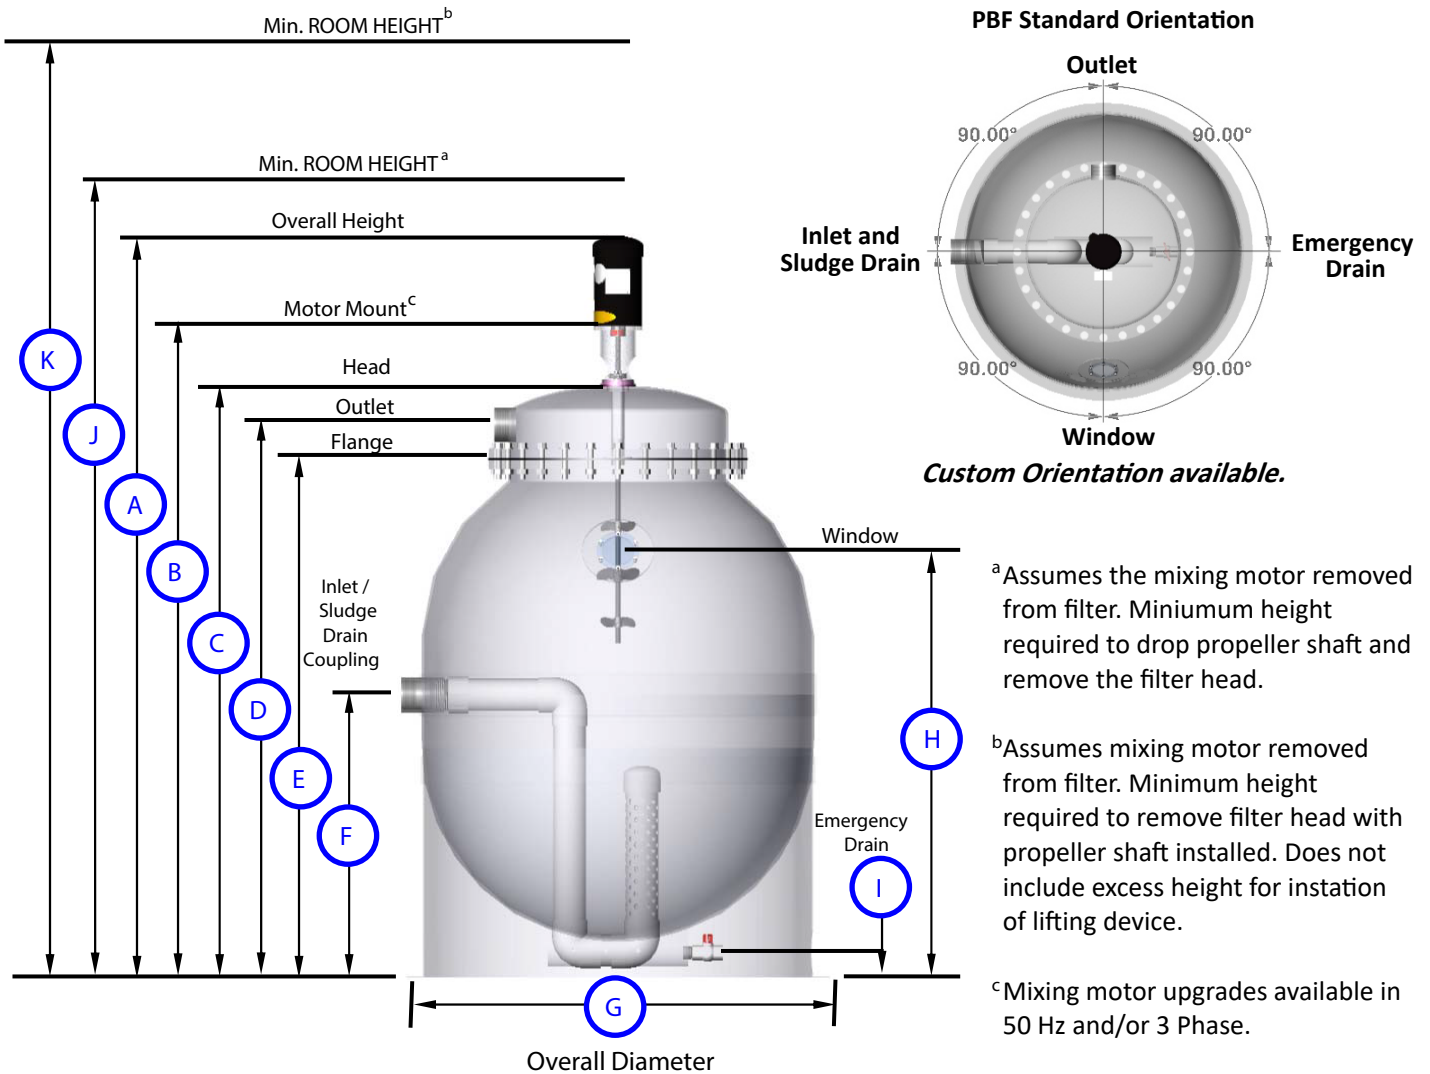 Min. ROOM HEIGHTb
Min. ROOM HEIGHTa
Overall Height
Motor Mountc
Head
Outlet
Flange
K
J
A
B
C
D
E
F
Inlet /
Sludge
Drain
Coupling
Window
H
Emergency
Drain
I
G
Overall Diameter
PBF Standard Orientation
Outlet
90.00°
90.00°
Inlet and
Sludge Drain
Emergency
Drain
90.00°
90.00°
Window
Custom Orientation available.
aAssumes the mixing motor removed
from filter. Miniumum height
required to drop propeller shaft and
remove the filter head.
bAssumes mixing motor removed
from filter. Minimum height
required to remove filter head with
propeller shaft installed. Does not
include excess height for instation
of lifting device.
cMixing motor upgrades available in
50 Hz and/or 3 Phase.